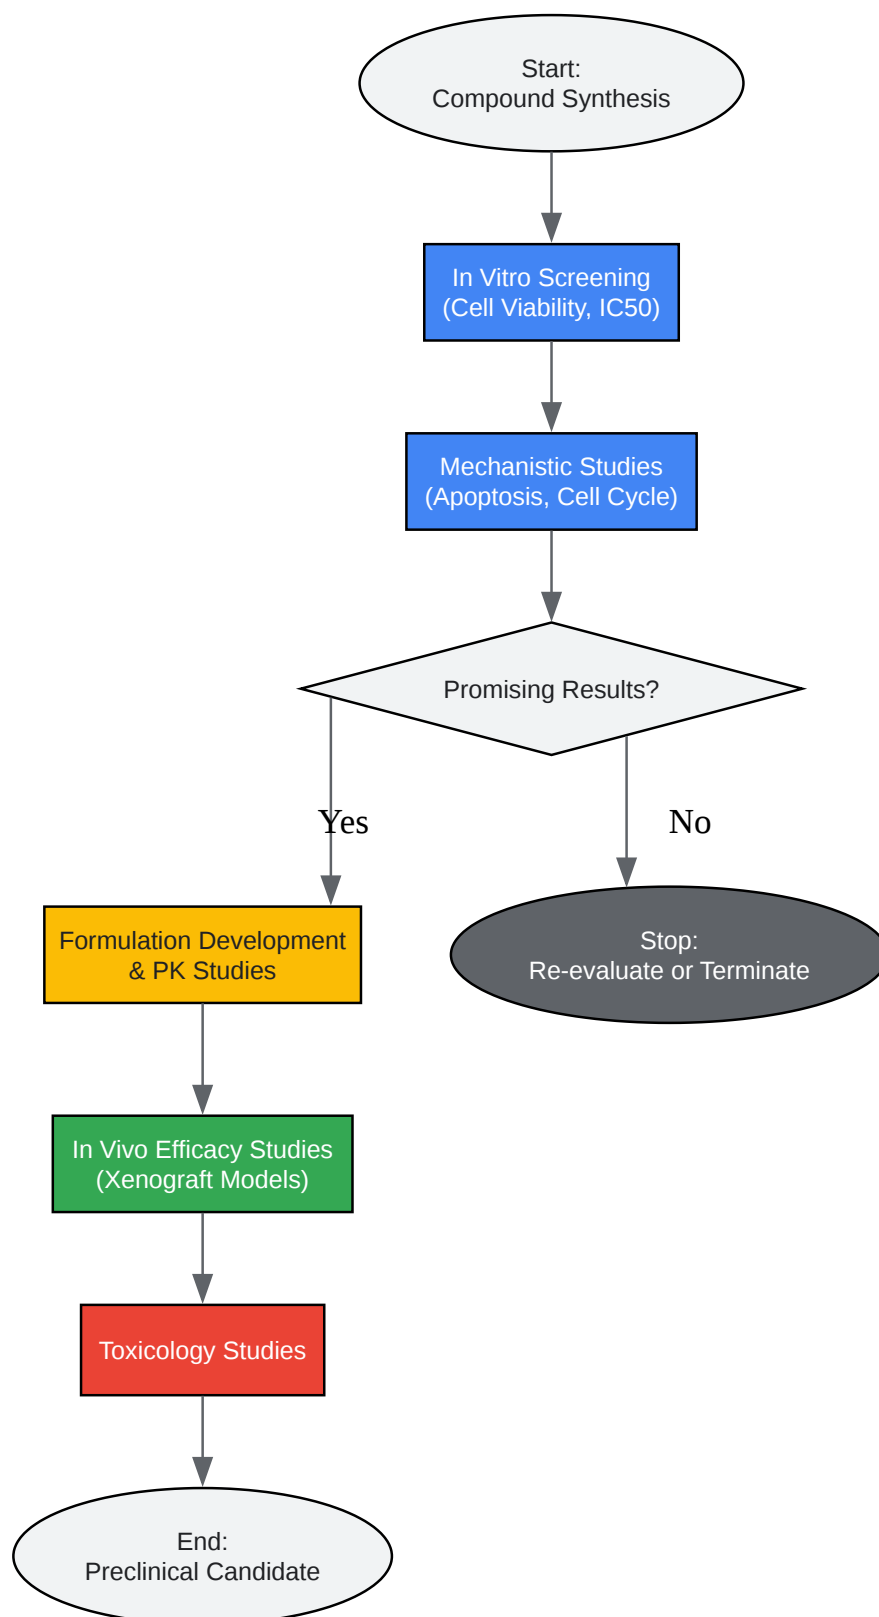 Start:
Compound Synthesis
In Vitro Screening
(Cell Viability, IC50)
Mechanistic Studies
(Apoptosis, Cell Cycle)
Promising Results?
Yes
No
Formulation Development
& PK Studies
Stop:
Re-evaluate or Terminate
In Vivo Efficacy Studies
(Xenograft Models)
Toxicology Studies
End:
Preclinical Candidate